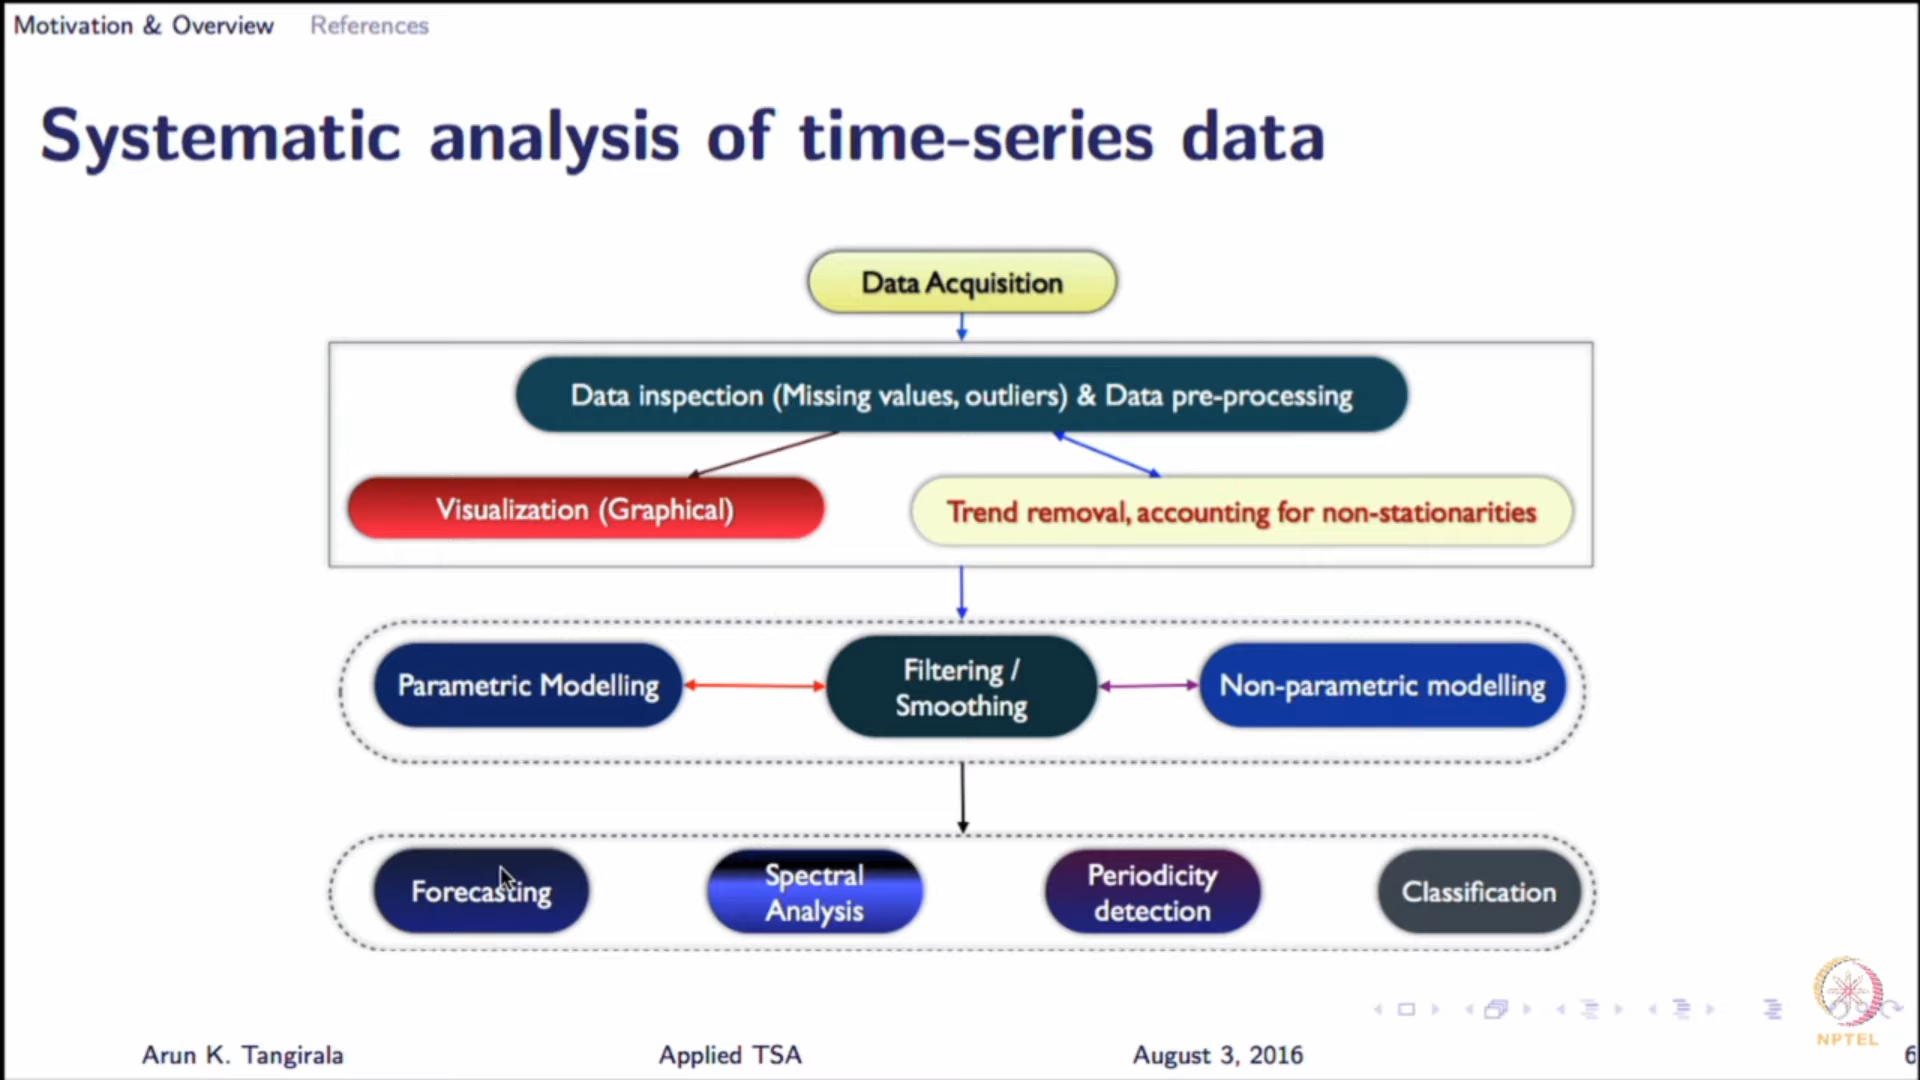 Motivation & Overview References
Systematic analysis of time-series data
Data Acquisition
Data inspection (Missing values, outliers) & Data pre-processing
Visualization (Graphical)
Trend removal, accounting for non-stationarities
Parametric Modelling
Filtering /
Smoothing
Non-parametric modelling
Forecasting
Spectral
Analysis
Periodicity
detection
Classification
NPTEL
Arun K. Tangirala Applied TSA August 3, 2016 6